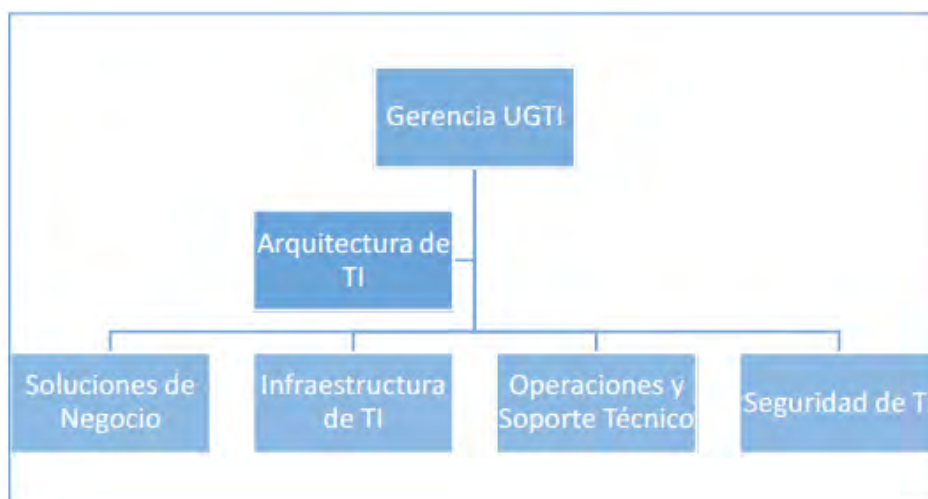 Gerencia UGTI
Arquitectura de
TI
Soluciones de
Negocio
Infraestructura
de TI
Operaciones y
Soporte Técnico
Seguridad de T